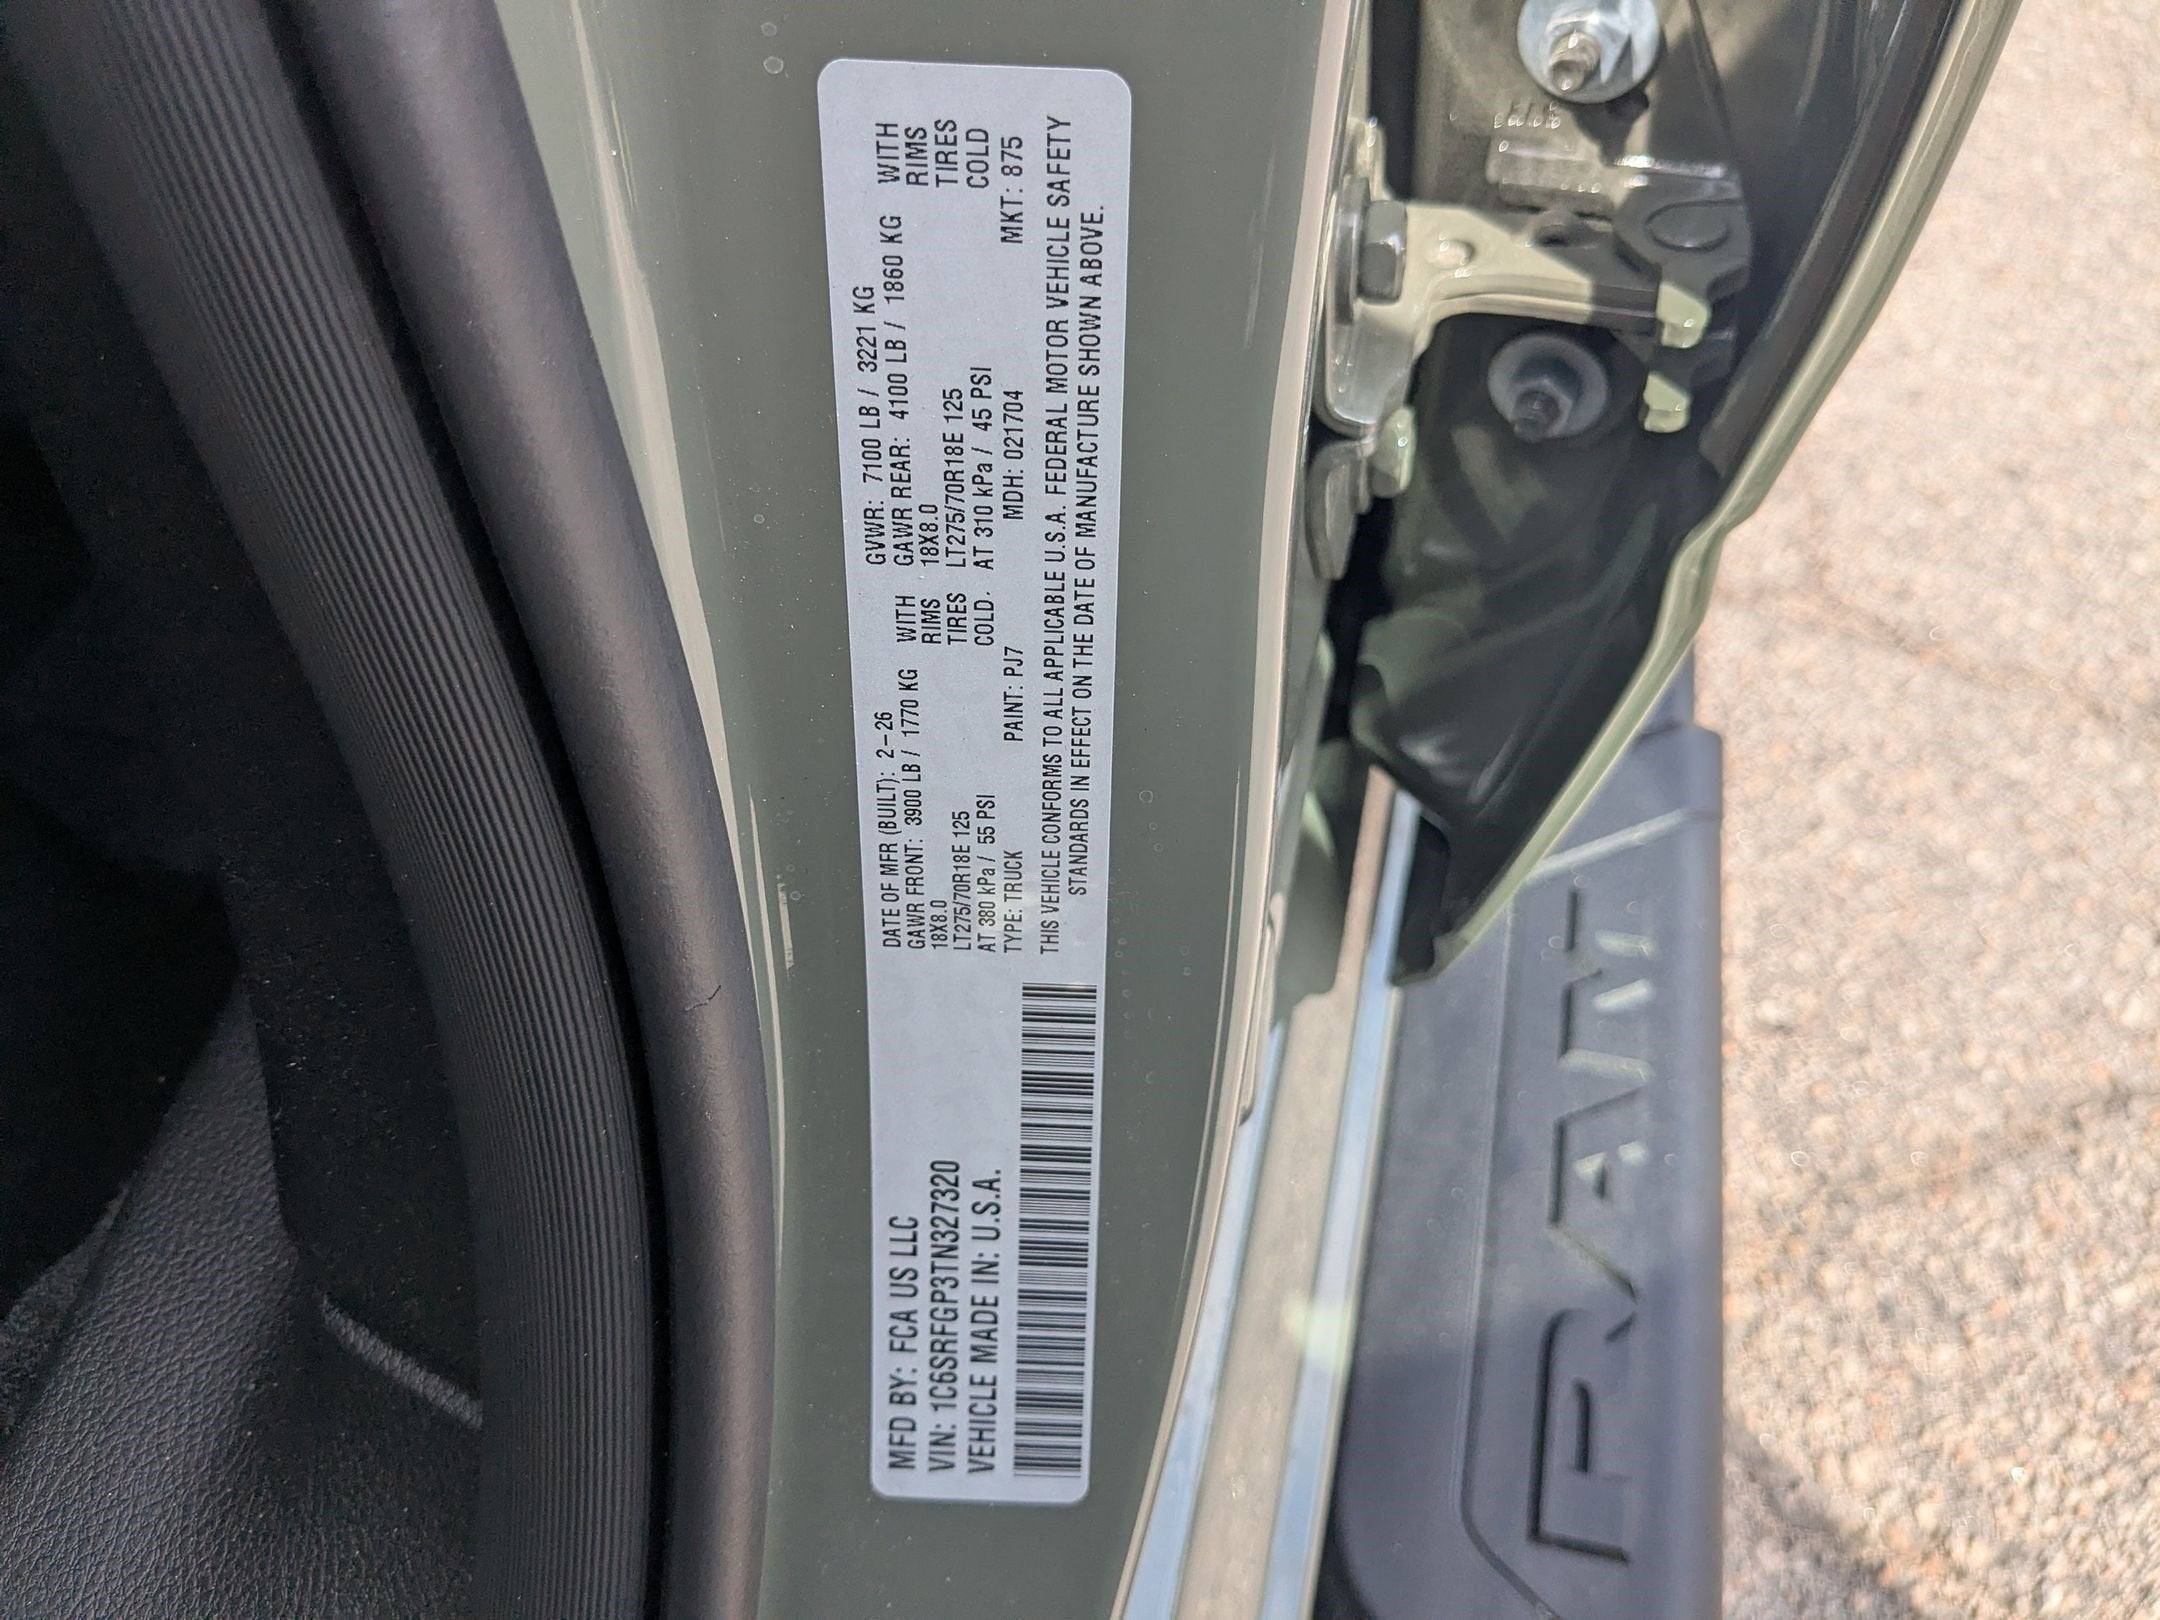 MFD BY: FCA US LLC
VIN: 1C6SRFGP3TN327320
VEHICLE MADE IN: U.S.A.
DATE OF MFR (BUILT): 2-26 GVWR: 7100 LB / 3221 KG
GAWR FRONT: 3900 LB / 1770 KG WITH GAWR REAR: 4100 LB / 1860 KG WITH
18X8.0 RIMS 18X8.0 RIMS
LT275/70R18E 125 TIRES LT275/70R18E 125 TIRES
AT 380 kPa / 55 PSI COLD. AT 310 kPa / 45 PSI COLD
TYPE: TRUCK PAINT: PJ7 MDH: 021704 MKT: 875
THIS VEHICLE CONFORMS TO ALL APPLICABLE U.S.A. FEDERAL MOTOR VEHICLE SAFETY
STANDARDS IN EFFECT ON THE DATE OF MANUFACTURE SHOWN ABOVE.
RAM